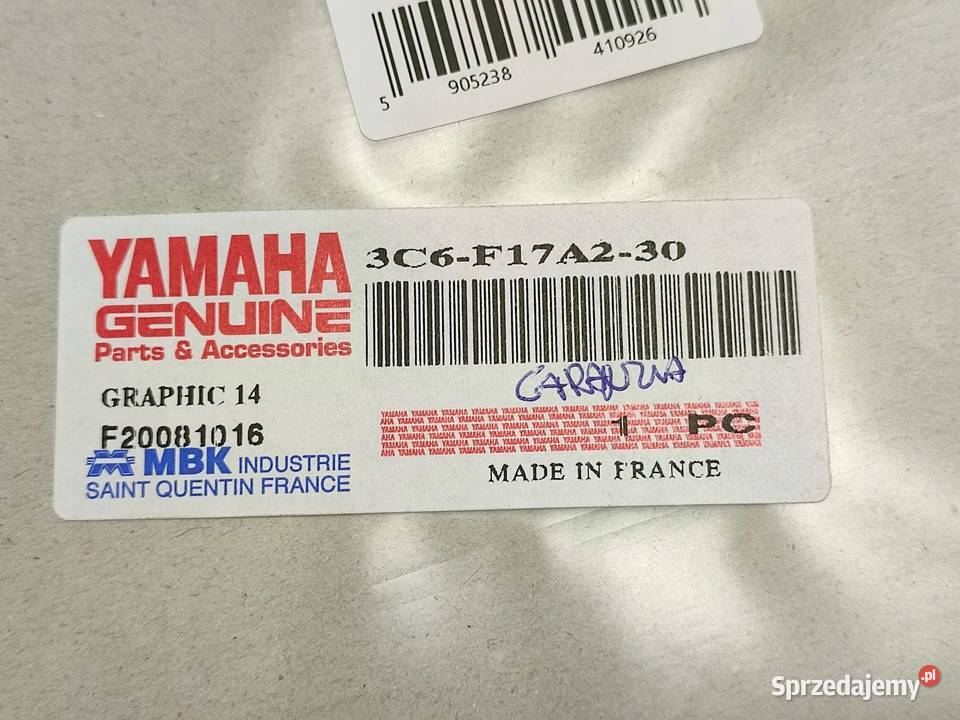 5 905238 410926
YAMAHA
GENUINE
Parts & Accessories
3C6-F17A2-30
GRAPHIC 14
GARANZIA
F20081016
1 PC
MBK INDUSTRIE
SAINT QUENTIN FRANCE
MADE IN FRANCE
Sprzedajemy.pl